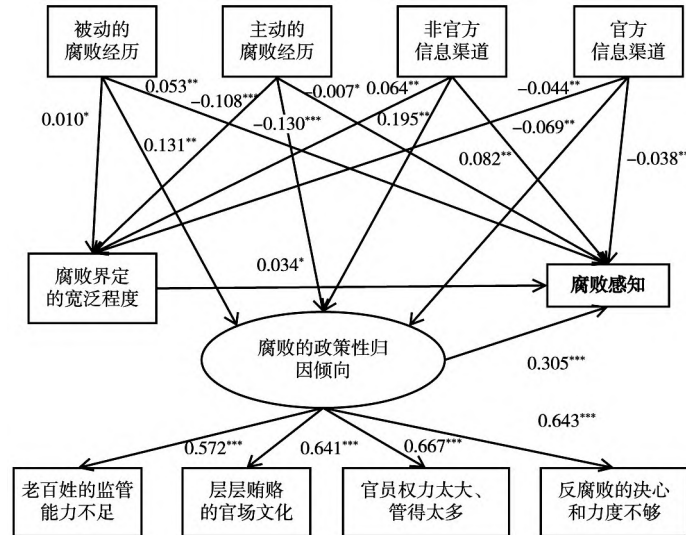 被动的
腐败经历
主动的
腐败经历
非官方
信息渠道
官方
信息渠道
0.053**
-0.108***
-0.007*
0.064**
-0.044**
0.010*
0.131**
-0.130***
0.195**
-0.069**
0.082**
-0.038**
腐败界定
的宽泛程度
0.034*
腐败感知
腐败的政策性归
因倾向
0.305***
0.572***
0.641***
0.667***
0.643***
老百姓的监管
能力不足
层层贿赂
的官场文化
官员权力太大、
管得太多
反腐败的决心
和力度不够